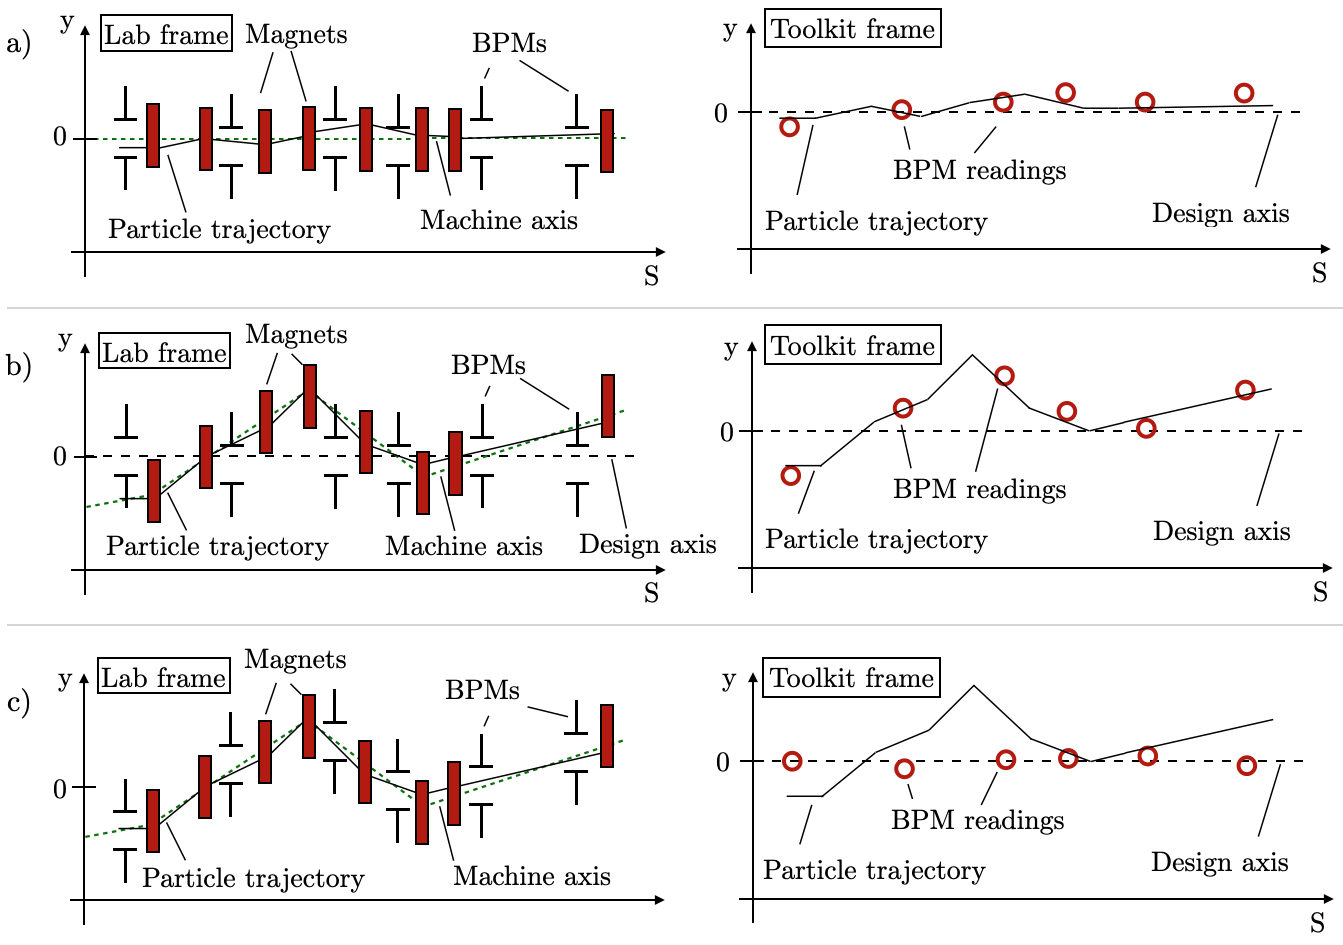 a)
y
Lab frame
Magnets
BPMs
0
Particle trajectory
Machine axis
S
y
Toolkit frame
0
BPM readings
Particle trajectory
Design axis
S
b)
y
Lab frame
Magnets
BPMs
0
Particle trajectory
Machine axis
Design axis
S
y
Toolkit frame
0
BPM readings
Particle trajectory
Design axis
S
c)
y
Lab frame
Magnets
BPMs
0
Particle trajectory
Machine axis
y
Toolkit frame
0
BPM readings
Particle trajectory
Design axis
S